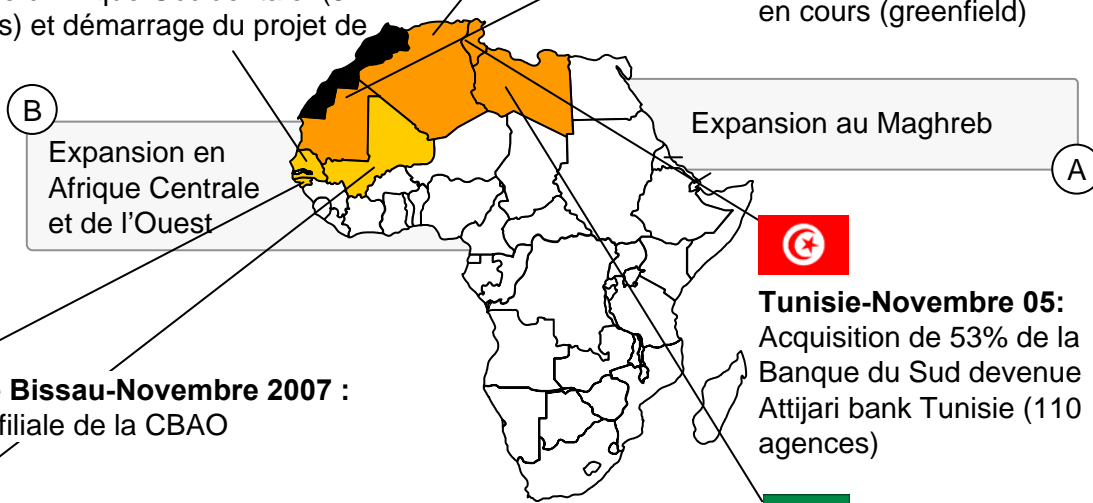 et démarrage du projet de
en cours (greenfield)
B
Expansion en
Afrique Centrale
et de l'Ouest
Expansion au Maghreb
A
Tunisie-Novembre 05:
Acquisition de 53% de la
Banque du Sud devenue
Attijari bank Tunisie (110
agences)
Bissau-Novembre 2007 :
filiale de la CBAO